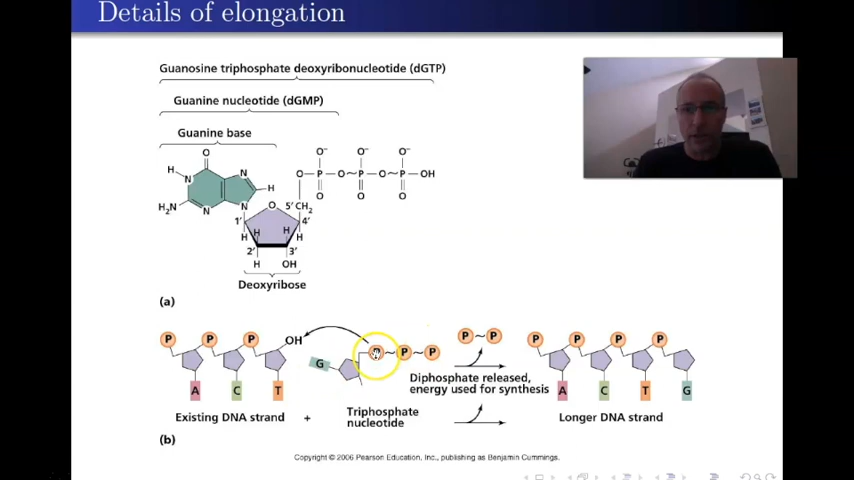 Details of elongation
Guanosine triphosphate deoxyribonucleotide (dGTP)
Guanine nucleotide (dGMP)
Guanine base
O O⁻ O⁻ O⁻
H N N H
O P O ~ P O ~ P OH
H₂N N N O 5' CH₂ O O O
1' 4'
H H H H
2' 3'
H OH
Deoxyribose
(a)
P P P OH P ~ P P P P P
G P ~ P ~ P
Diphosphate released,
energy used for synthesis
A C T A C T G
Existing DNA strand + Triphosphate Longer DNA strand
nucleotide
(b)
Copyright © 2006 Pearson Education, Inc., publishing as Benjamin Cummings.